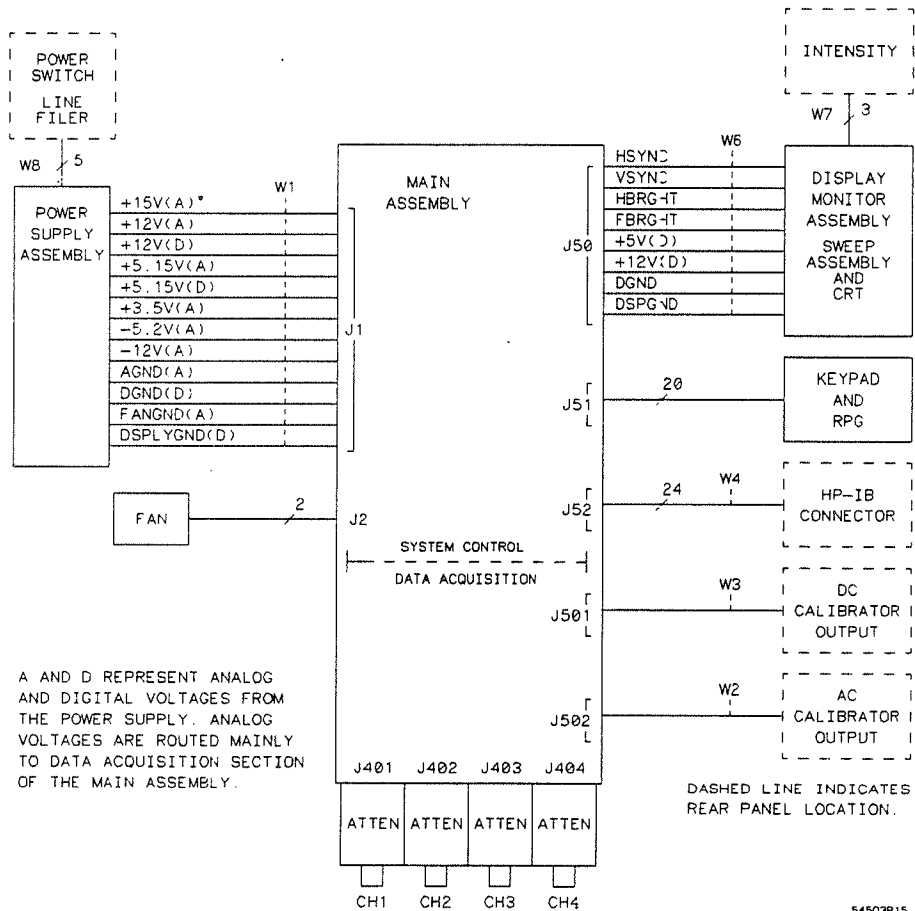 POWER
SWITCH
LINE
FILER
W8
5
POWER
SUPPLY
ASSEMBLY
W1
+15V(A)*
+12V(A)
+12V(D)
+5.15V(A)
+5.15V(D)
+3.5V(A)
-5.2V(A)
-12V(A)
AGND(A)
DGND(D)
FANGND(A)
DSPLYGND(D)
J1
FAN
2
J2
MAIN
ASSEMBLY
SYSTEM CONTROL
DATA ACQUISITION
J50
HSYNC
VSYNC
HBRGHT
FBRGHT
+5V(D)
+12V(D)
DGND
DSPGND
W6
INTENSITY
W7
3
DISPLAY
MONITOR
ASSEMBLY
SWEEP
ASSEMBLY
AND
CRT
J51
20
KEYPAD
AND
RPG
J52
24
W4
HP-IB
CONNECTOR
J501
W3
DC
CALIBRATOR
OUTPUT
J502
W2
AC
CALIBRATOR
OUTPUT
A AND D REPRESENT ANALOG
AND DIGITAL VOLTAGES FROM
THE POWER SUPPLY. ANALOG
VOLTAGES ARE ROUTED MAINLY
TO DATA ACQUISITION SECTION
OF THE MAIN ASSEMBLY.
J401 J402 J403 J404
ATTEN ATTEN ATTEN ATTEN
CH1 CH2 CH3 CH4
DASHED LINE INDICATES
REAR PANEL LOCATION.
54503B15